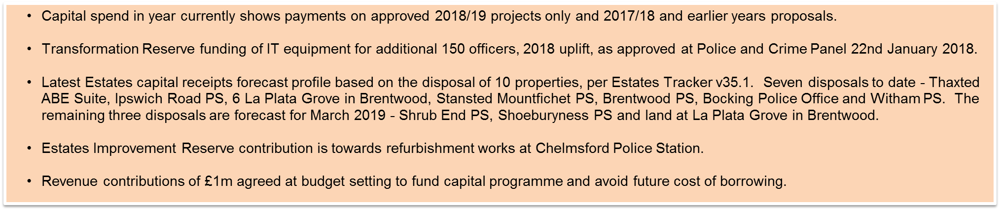 • Capital spend in year currently shows payments on approved 2018/19 projects only and 2017/18 and earlier years proposals.
• Transformation Reserve funding of IT equipment for additional 150 officers, 2018 uplift, as approved at Police and Crime Panel 22nd January 2018.
• Latest Estates capital receipts forecast profile based on the disposal of 10 properties, per Estates Tracker v35.1. Seven disposals to date - Thaxted
ABE Suite, Ipswich Road PS, 6 La Plata Grove in Brentwood, Stansted Mountfichet PS, Brentwood PS, Bocking Police Office and Witham PS. The
remaining three disposals are forecast for March 2019 - Shrub End PS, Shoeburyness PS and land at La Plata Grove in Brentwood.
• Estates Improvement Reserve contribution is towards refurbishment works at Chelmsford Police Station.
• Revenue contributions of £1m agreed at budget setting to fund capital programme and avoid future cost of borrowing.